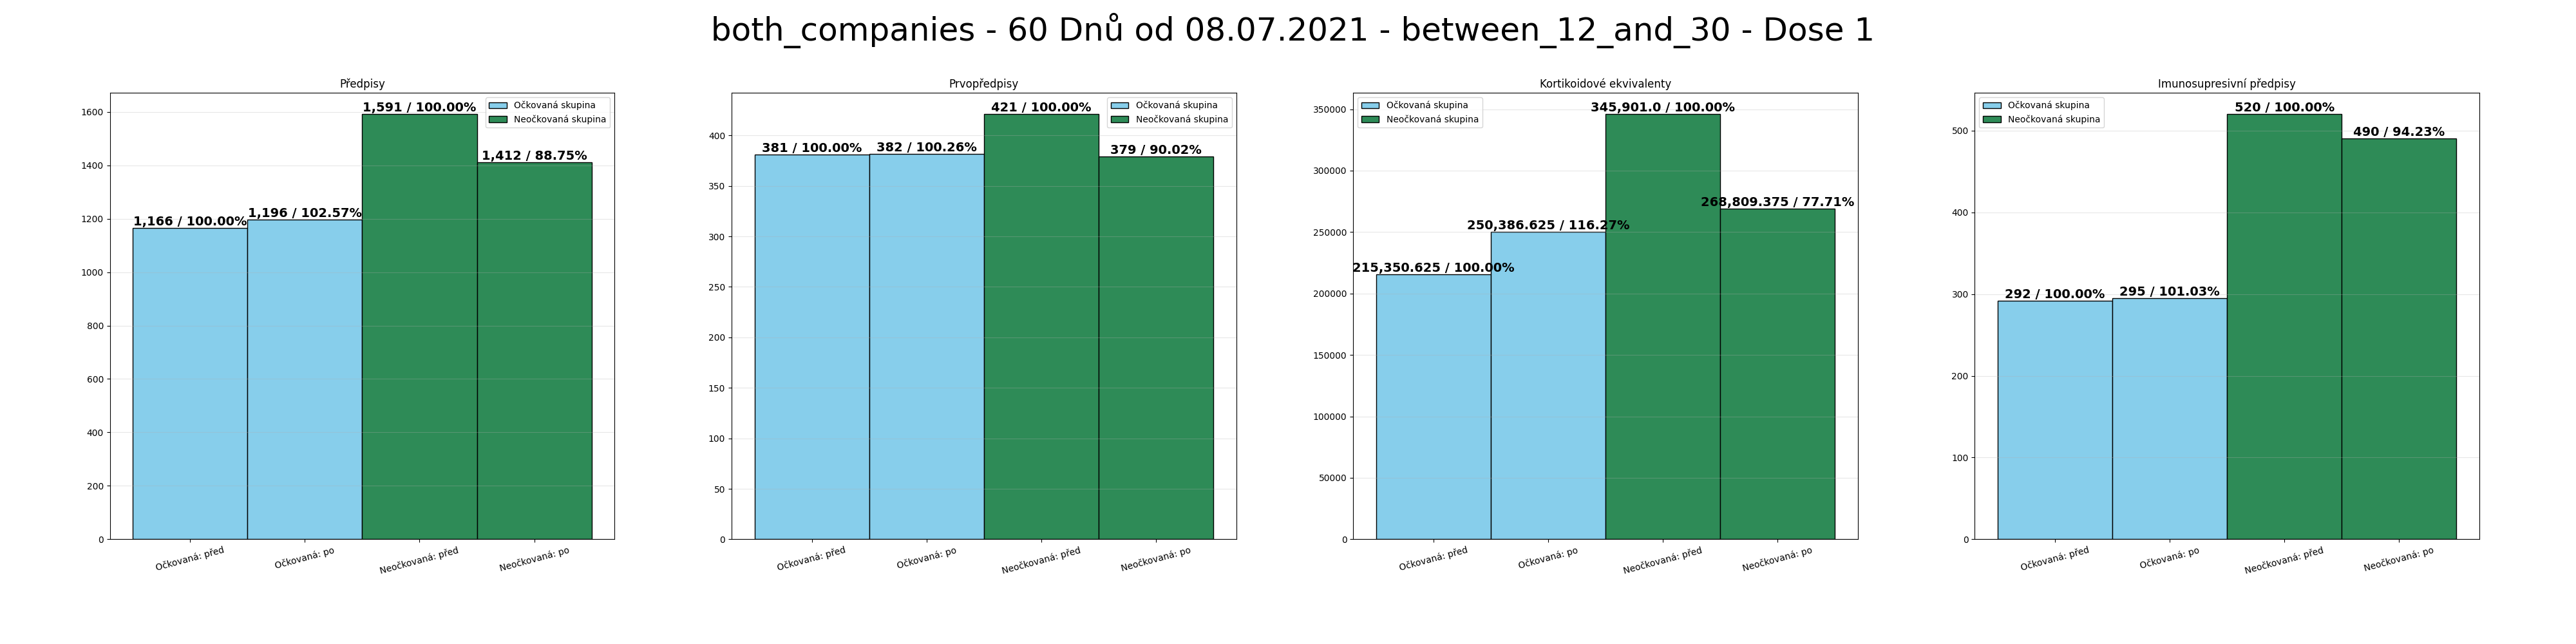 both_companies - 60 Dnů od 08.07.2021 - between_12_and_30 - Dose 1
Předpisy
1600
1400
1200
1000
800
600
400
200
0
1,166 / 100.00%
1,196 / 102.57%
1,591 / 100.00%
1,412 / 88.75%
Očkovaná skupina
Neočkovaná skupina
Očkovaná: před
Očkovaná: po
Neočkovaná: před
Neočkovaná: po
Prvopředpisy
400
350
300
250
200
150
100
50
0
381 / 100.00%
382 / 100.26%
421 / 100.00%
379 / 90.02%
Očkovaná skupina
Neočkovaná skupina
Očkovaná: před
Očkovaná: po
Neočkovaná: před
Neočkovaná: po
Kortikoidové ekvivalenty
350000
300000
250000
200000
150000
100000
50000
0
Očkovaná skupina
Neočkovaná skupina
215,350.625 / 100.00%
250,386.625 / 116.27%
345,901.0 / 100.00%
268,809.375 / 77.71%
Očkovaná: před
Očkovaná: po
Neočkovaná: před
Neočkovaná: po
Imunosupresivní předpisy
500
400
300
200
100
0
Očkovaná skupina
Neočkovaná skupina
292 / 100.00%
295 / 101.03%
520 / 100.00%
490 / 94.23%
Očkovaná: před
Očkovaná: po
Neočkovaná: před
Neočkovaná: po